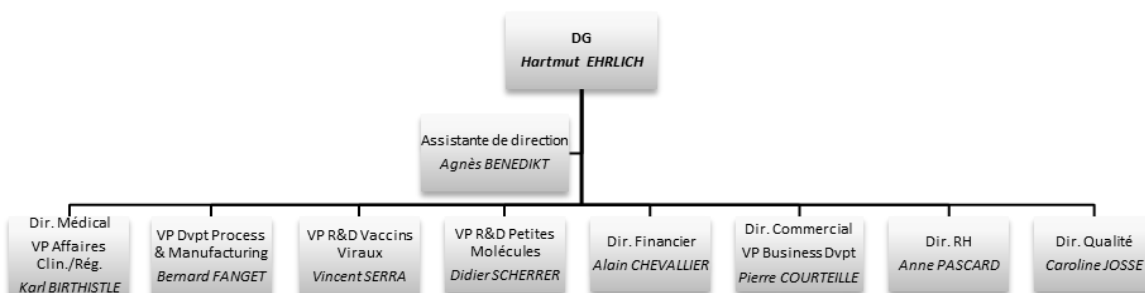 DG
Hartmut EHRLICH
Assistante de direction
Agnès BENEDIKT
Dir. Médical
VP Affaires
Clin./Rég.
Karl BIRTHISTLE
VP Dvpt Process
& Manufacturing
Bernard FANGET
VP R&D Vaccins
Viraux
Vincent SERRA
VP R&D Petites
Molécules
Didier SCHERRER
Dir. Financier
Alain CHEVALLIER
Dir. Commercial
VP Business Dvpt
Pierre COURTEILLE
Dir. RH
Anne PASCARD
Dir. Qualité
Caroline JOSSE